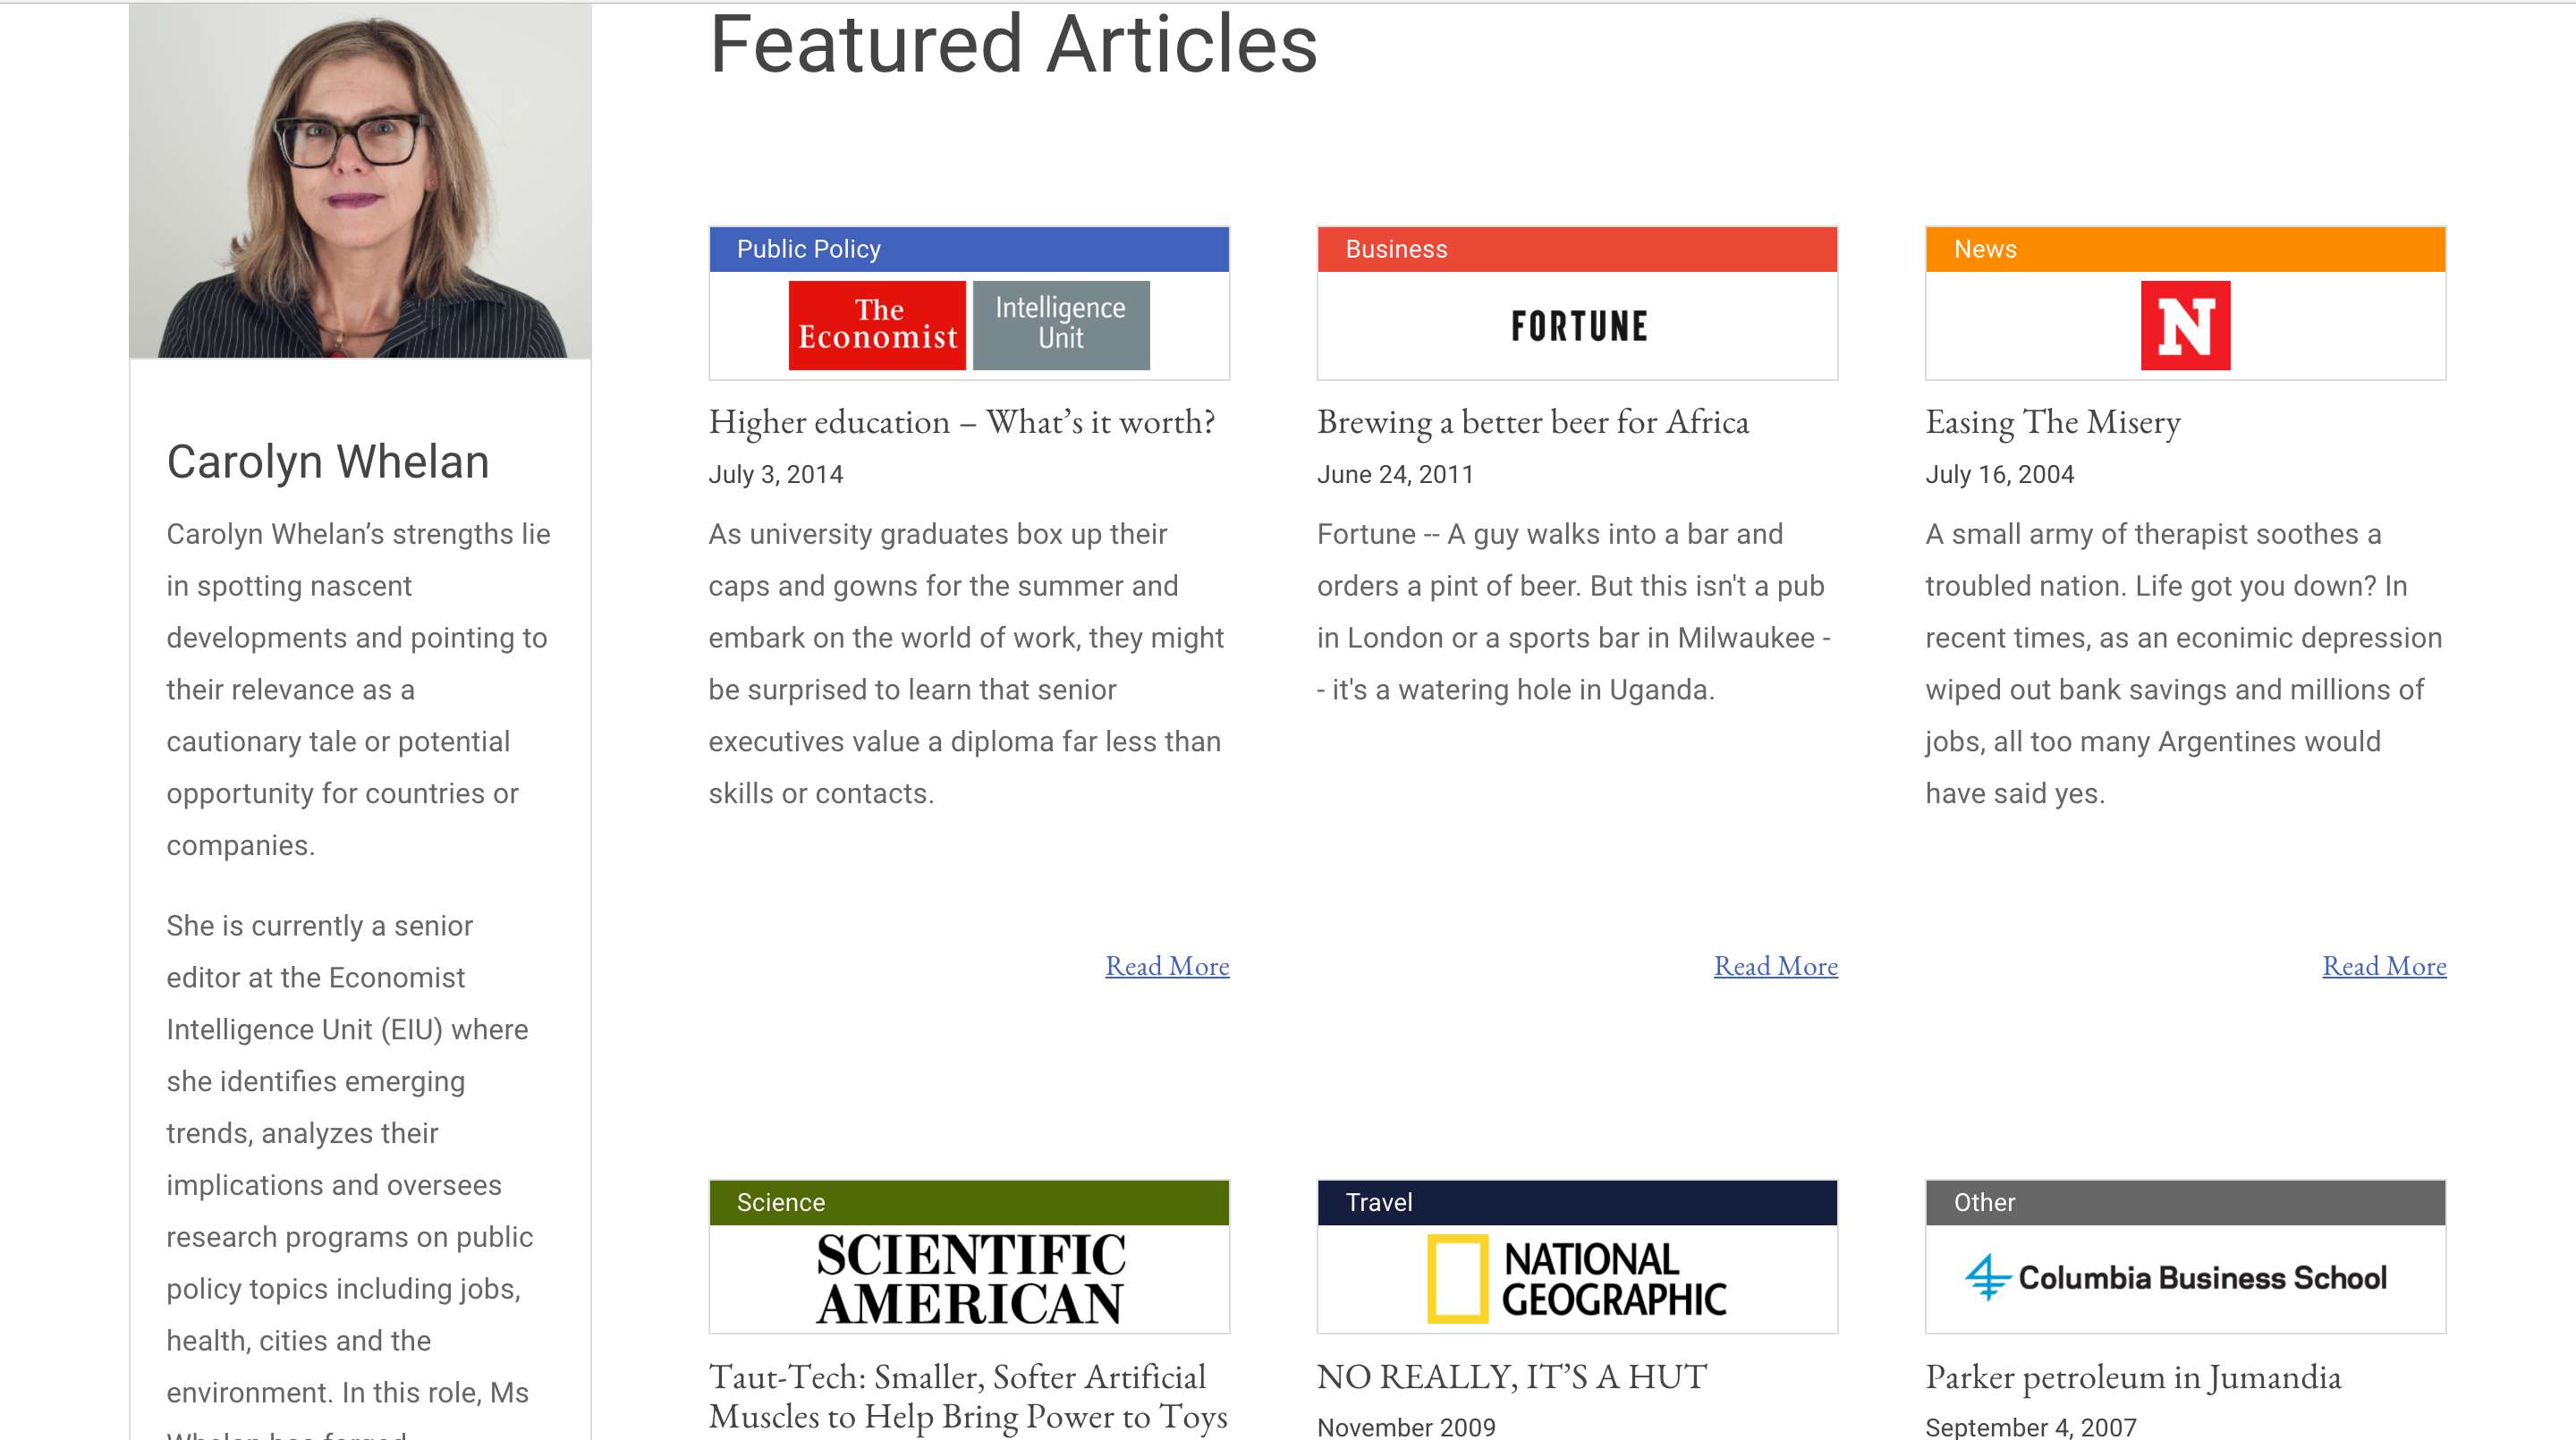 Featured Articles
Carolyn Whelan
Carolyn Whelan’s strengths lie
in spotting nascent
developments and pointing to
their relevance as a
cautionary tale or potential
opportunity for countries or
companies.
She is currently a senior
editor at the Economist
Intelligence Unit (EIU) where
she identifies emerging
trends, analyzes their
implications and oversees
research programs on public
policy topics including jobs,
health, cities and the
environment. In this role, Ms
Whelan has forged
Public Policy
The
Economist
Intelligence
Unit
Higher education – What’s it worth?
July 3, 2014
As university graduates box up their
caps and gowns for the summer and
embark on the world of work, they might
be surprised to learn that senior
executives value a diploma far less than
skills or contacts.
Read More
Business
FORTUNE
Brewing a better beer for Africa
June 24, 2011
Fortune -- A guy walks into a bar and
orders a pint of beer. But this isn't a pub
in London or a sports bar in Milwaukee -
- it's a watering hole in Uganda.
Read More
News
N
Easing The Misery
July 16, 2004
A small army of therapist soothes a
troubled nation. Life got you down? In
recent times, as an econimic depression
wiped out bank savings and millions of
jobs, all too many Argentines would
have said yes.
Read More
Science
SCIENTIFIC
AMERICAN
Taut-Tech: Smaller, Softer Artificial
Muscles to Help Bring Power to Toys
Travel
NATIONAL
GEOGRAPHIC
NO REALLY, IT’S A HUT
November 2009
Other
Columbia Business School
Parker petroleum in Jumandia
September 4, 2007